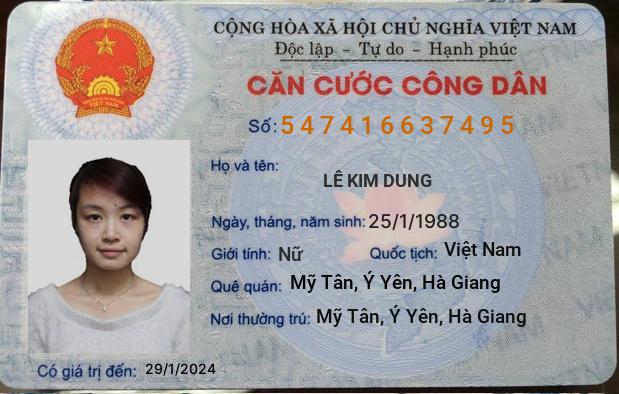 CỘNG HÒA XÃ HỘI CHỦ NGHĨA VIỆT NAM
Độc lập - Tự do - Hạnh phúc
CĂN CƯỚC CÔNG DÂN
Số: 547416637495
Họ và tên:
LÊ KIM DUNG
Ngày, tháng, năm sinh: 25/1/1988
Giới tính: Nữ Quốc tịch: Việt Nam
Quê quán: Mỹ Tân, Ý Yên, Hà Giang
Nơi thường trú: Mỹ Tân, Ý Yên, Hà Giang
Có giá trị đến: 29/1/2024
VIỆT NAM